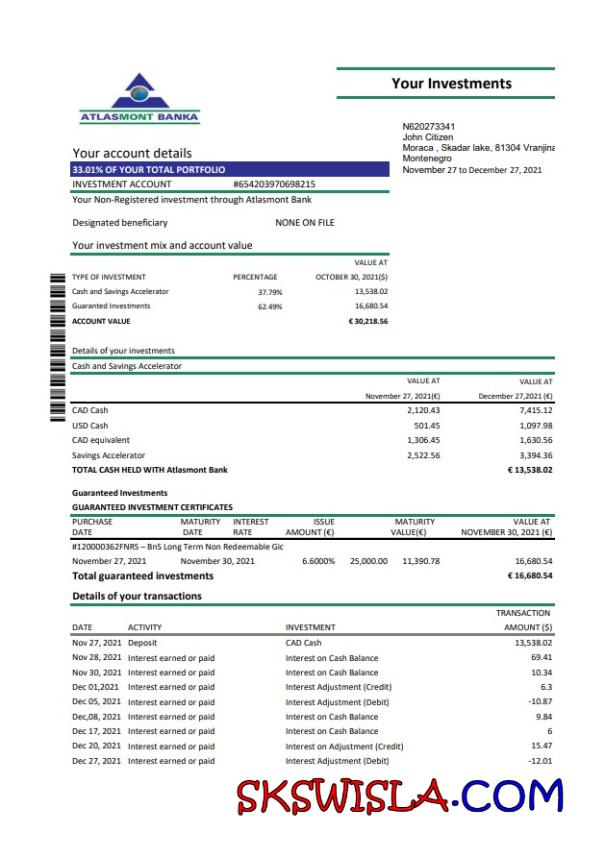 Your Investments
ATLASMONT BANKA
N620273341
John Citizen
Moraca , Skadar lake, 81304 Vranjina
Montenegro
November 27 to December 27, 2021
Your account details
33.01% OF YOUR TOTAL PORTFOLIO
INVESTMENT ACCOUNT #654203970698215
Your Non-Registered investment through Atlasmont Bank
Designated beneficiary NONE ON FILE
Your investment mix and account value
VALUE AT
TYPE OF INVESTMENT PERCENTAGE OCTOBER 30, 2021($)
Cash and Savings Accelerator 37.79% 13,538.02
Guaranted Investments 62.49% 16,680.54
ACCOUNT VALUE € 30,218.56
Details of your investments
Cash and Savings Accelerator
VALUE AT VALUE AT
November 27, 2021(€) December 27,2021 (€)
CAD Cash 2,120.43 7,415.12
USD Cash 501.45 1,097.98
CAD equivalent 1,306.45 1,630.56
Savings Accelerator 2,522.56 3,394.36
TOTAL CASH HELD WITH Atlasmont Bank € 13,538.02
Guaranteed Investments
GUARANTEED INVESTMENT CERTIFICATES
PURCHASE MATURITY INTEREST ISSUE MATURITY VALUE AT
DATE DATE RATE AMOUNT (€) VALUE(€) NOVEMBER 30, 2021 (€)
#120000362FNRS – BnS Long Term Non Redeemable Gic
November 27, 2021 November 30, 2021 6.6000% 25,000.00 11,390.78 16,680.54
Total guaranteed investments € 16,680.54
Details of your transactions
TRANSACTION
DATE ACTIVITY INVESTMENT AMOUNT ($)
Nov 27, 2021 Deposit CAD Cash 13,538.02
Nov 28, 2021 Interest earned or paid Interest on Cash Balance 69.41
Nov 30, 2021 Interest earned or paid Interest on Cash Balance 10.34
Dec 01,2021 Interest earned or paid Interest Adjustment (Credit) 6.3
Dec 05, 2021 Interest earned or paid Interest Adjustment (Debit) -10.87
Dec,08, 2021 Interest earned or paid Interest on Cash Balance 9.84
Dec 17, 2021 Interest earned or paid Interest on Cash Balance 6
Dec 20, 2021 Interest earned or paid Interest on Adjustment (Credit) 15.47
Dec 27, 2021 Interest earned or paid Interest Adjustment (Debit) -12.01
SKSWISLA.COM